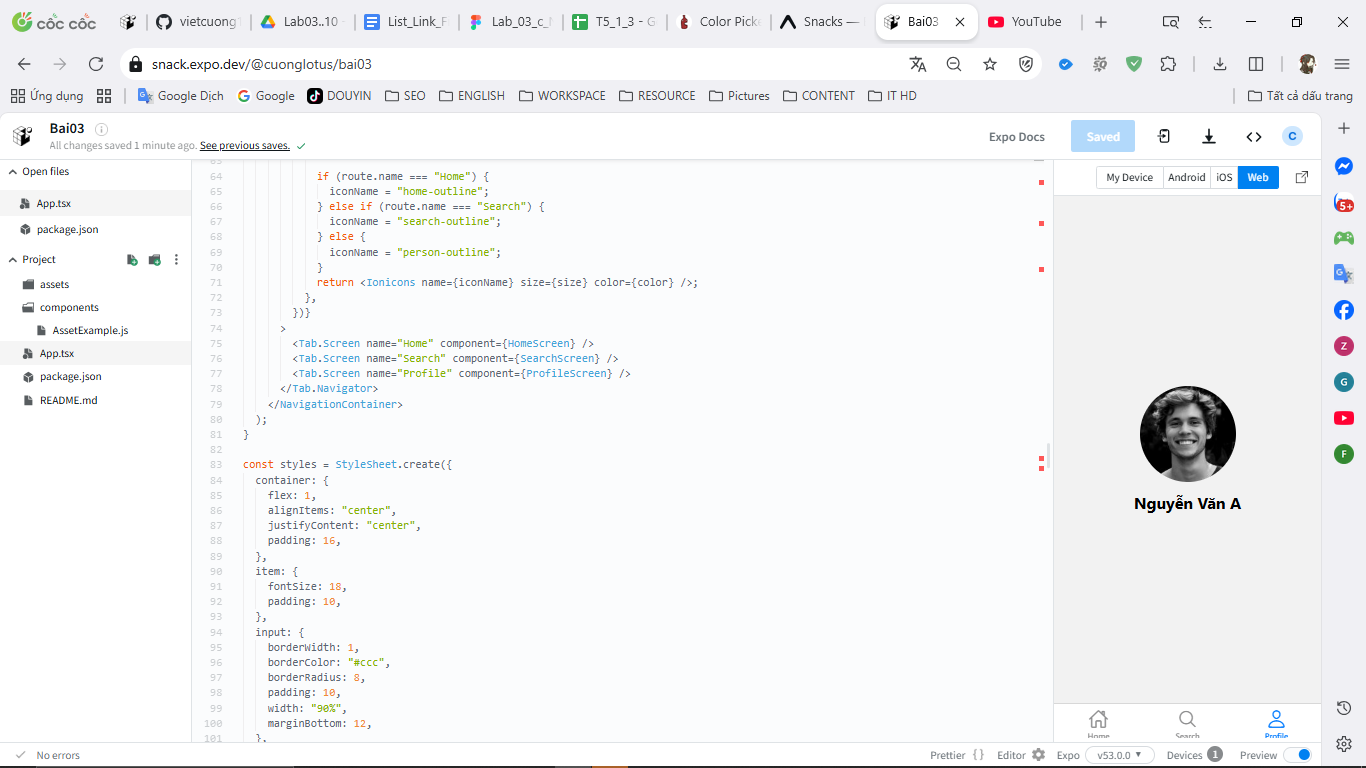 cốc cốc
vietcuong1
Lab03..10 -
List_Link_F
Lab_03_c_N
T5_1_3 - G
Color Picke
Snacks —
Bai03
YouTube
snack.expo.dev/@cuonglotus/bai03
Ứng dụng
Google Dịch
Google
DOUYIN
SEO
ENGLISH
WORKSPACE
RESOURCE
Pictures
CONTENT
IT HD
Tất cả dấu trang
Bai03
All changes saved 1 minute ago. See previous saves.
Expo Docs
Saved
C
Open files
App.tsx
package.json
Project
assets
components
AssetExample.js
App.tsx
package.json
README.md
64 if (route.name === "Home") {
65 iconName = "home-outline";
66 } else if (route.name === "Search") {
67 iconName = "search-outline";
68 } else {
69 iconName = "person-outline";
70 }
71 return <Ionicons name={iconName} size={size} color={color} />;
72 },
73 })}
74 >
75 <Tab.Screen name="Home" component={HomeScreen} />
76 <Tab.Screen name="Search" component={SearchScreen} />
77 <Tab.Screen name="Profile" component={ProfileScreen} />
78 </Tab.Navigator>
79 </NavigationContainer>
80 );
81 }
82
83 const styles = StyleSheet.create({
84 container: {
85 flex: 1,
86 alignItems: "center",
87 justifyContent: "center",
88 padding: 16,
89 },
90 item: {
91 fontSize: 18,
92 padding: 10,
93 },
94 input: {
95 borderWidth: 1,
96 borderColor: "#ccc",
97 borderRadius: 8,
98 padding: 10,
99 width: "90%",
100 marginBottom: 12,
101 },
My Device
Android
iOS
Web
Nguyễn Văn A
Home
Search
Profile
5+
Z
G
F
No errors
Prettier { }
Editor
Expo
v53.0.0
Devices 1
Preview